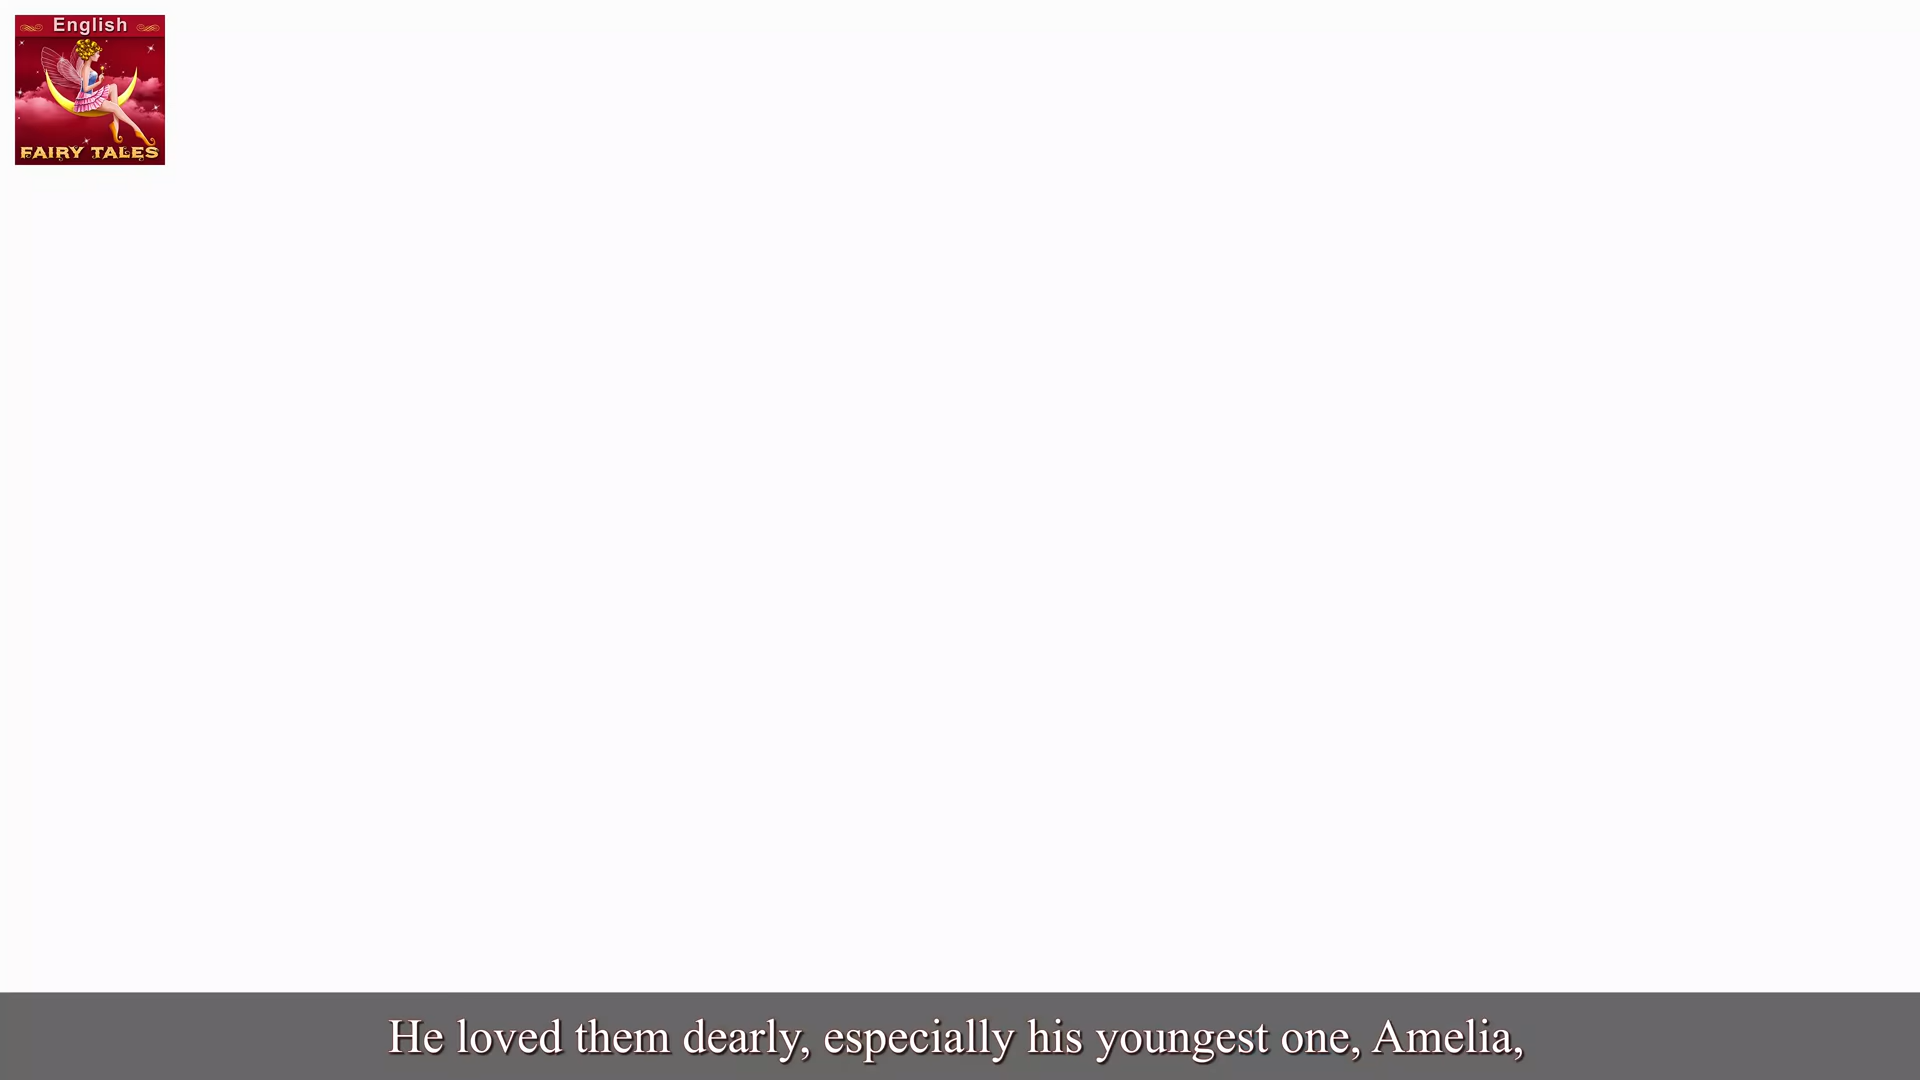 English
FAIRY TALES
He loved them dearly, especially his youngest one, Amelia,